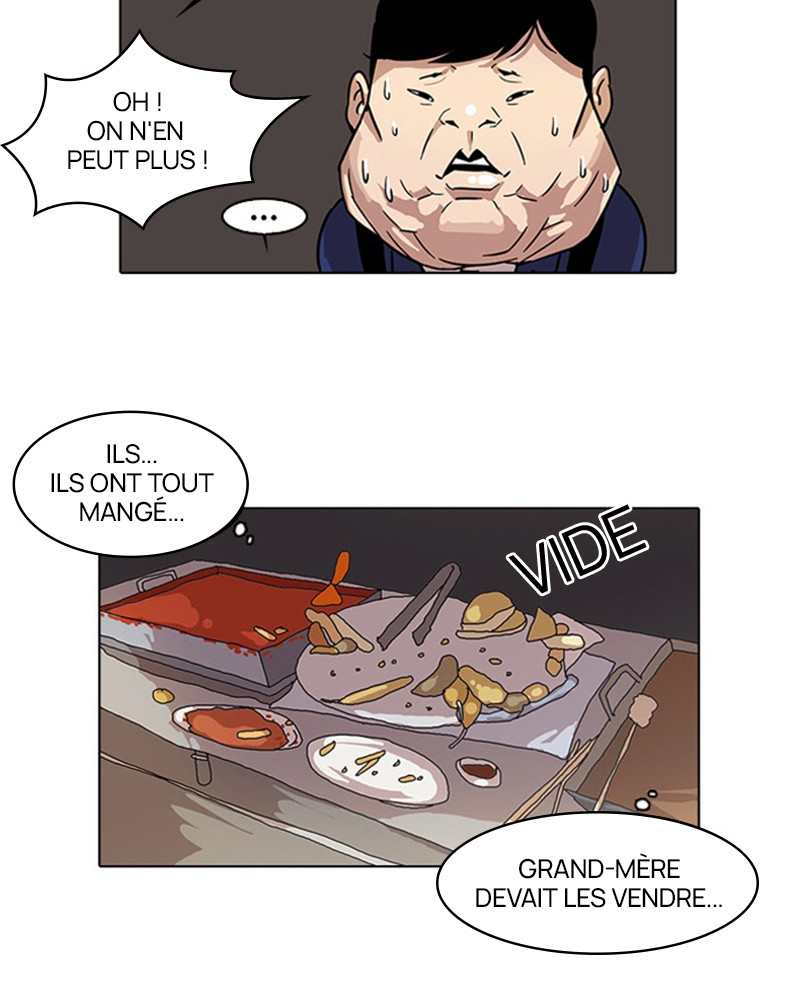 OH !
ON N'EN
PEUT PLUS !
...
ILS...
ILS ONT TOUT
MANGÉ...
VIDE
GRAND-MÈRE
DEVAIT LES VENDRE...